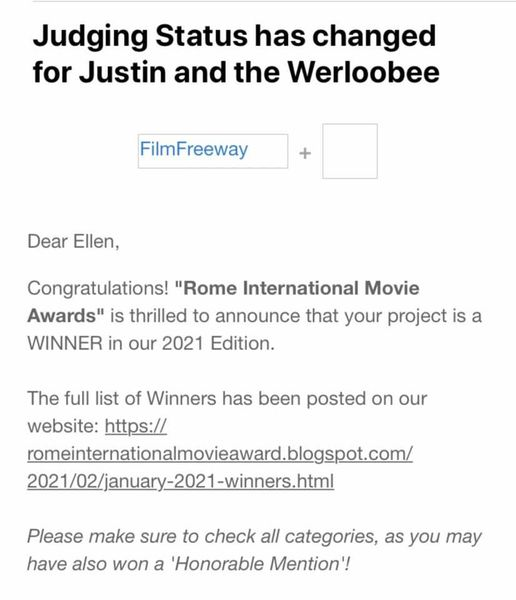 Judging Status has changed
for Justin and the Werloobee
FilmFreeway +
Dear Ellen,
Congratulations! "Rome International Movie
Awards" is thrilled to announce that your project is a
WINNER in our 2021 Edition.
The full list of Winners has been posted on our
website: https://
romeinternationalmovieaward.blogspot.com/
2021/02/january-2021-winners.html
Please make sure to check all categories, as you may
have also won a 'Honorable Mention'!